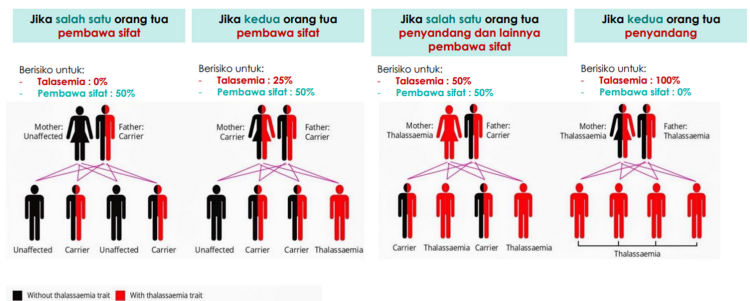 Jika salah satu orang tua
pembawa sifat
Berisiko untuk:
- Talasemia : 0%
- Pembawa sifat : 50%
Mother:
Unaffected
Father:
Carrier
Unaffected Carrier Unaffected Carrier
Jika kedua orang tua
pembawa sifat
Berisiko untuk:
- Talasemia : 25%
- Pembawa sifat : 50%
Mother:
Carrier
Father:
Carrier
Unaffected Carrier Carrier Thalassaemia
Jika salah satu orang tua
penyandang dan lainnya
pembawa sifat
Berisiko untuk:
- Talasemia : 50%
- Pembawa sifat : 50%
Mother:
Thalassaemia
Father:
Carrier
Carrier Thalassaemia Carrier Thalassaemia
Jika kedua orang tua
penyandang
Berisiko untuk:
- Talasemia : 100%
- Pembawa sifat : 0%
Mother:
Thalassaemia
Father:
Thalassaemia
Thalassaemia
Without thalassaemia trait With thalassaemia trait